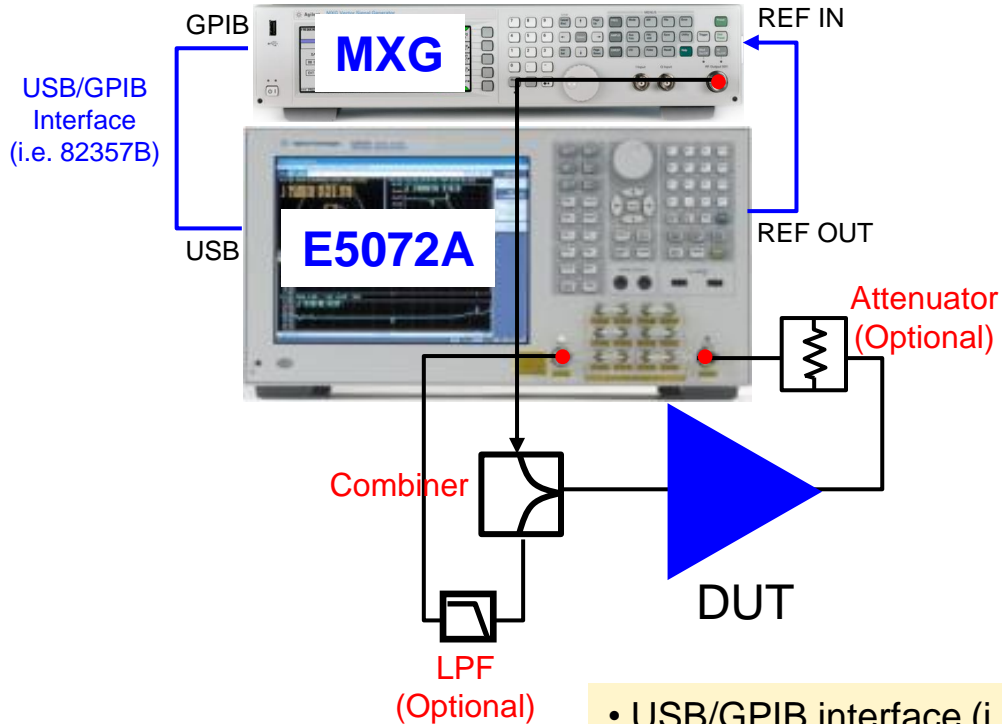 GPIB
MXG
REF IN
USB/GPIB
Interface
(i.e. 82357B)
USB
E5072A
REF OUT
Attenuator
(Optional)
Combiner
DUT
LPF
(Optional)
• USB/GPIB interface (i